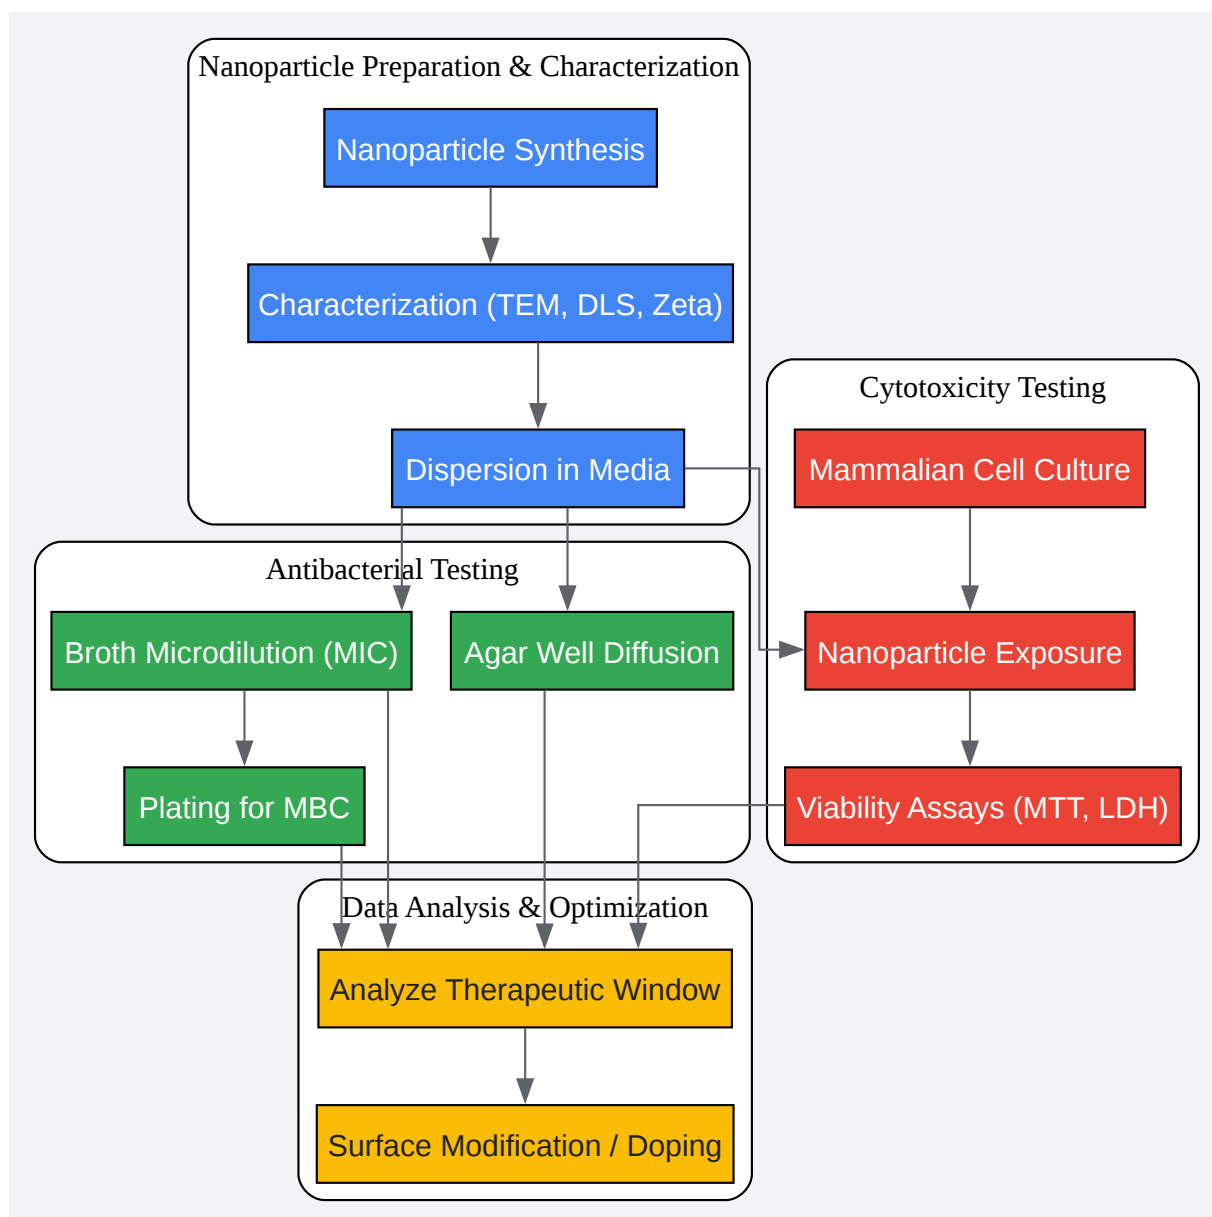 Nanoparticle Preparation & Characterization
Nanoparticle Synthesis
Characterization (TEM, DLS, Zeta)
Dispersion in Media
Cytotoxicity Testing
Mammalian Cell Culture
Nanoparticle Exposure
Viability Assays (MTT, LDH)
Antibacterial Testing
Broth Microdilution (MIC)
Agar Well Diffusion
Plating for MBC
Data Analysis & Optimization
Analyze Therapeutic Window
Surface Modification / Doping